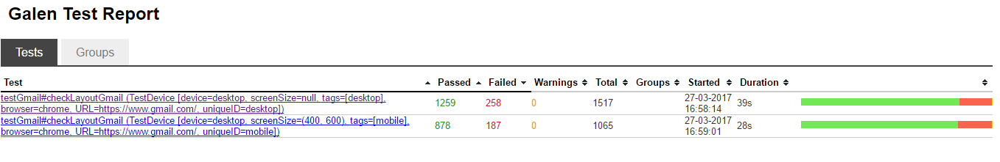 Galen Test Report
Tests Groups
Test Passed Failed Warnings Total Groups Started Duration
testGmail#checkLayoutGmail (TestDevice [device=desktop, screenSize=null, tags=[desktop], browser=chrome, URL=https://www.gmail.com/, uniqueID=desktop]) 1259 258 0 1517 27-03-2017 16:58:14 39s
testGmail#checkLayoutGmail (TestDevice [device=desktop, screenSize=(400, 600), tags=[mobile], browser=chrome, URL=https://www.gmail.com/, uniqueID=mobile]) 878 187 0 1065 27-03-2017 16:59:01 28s